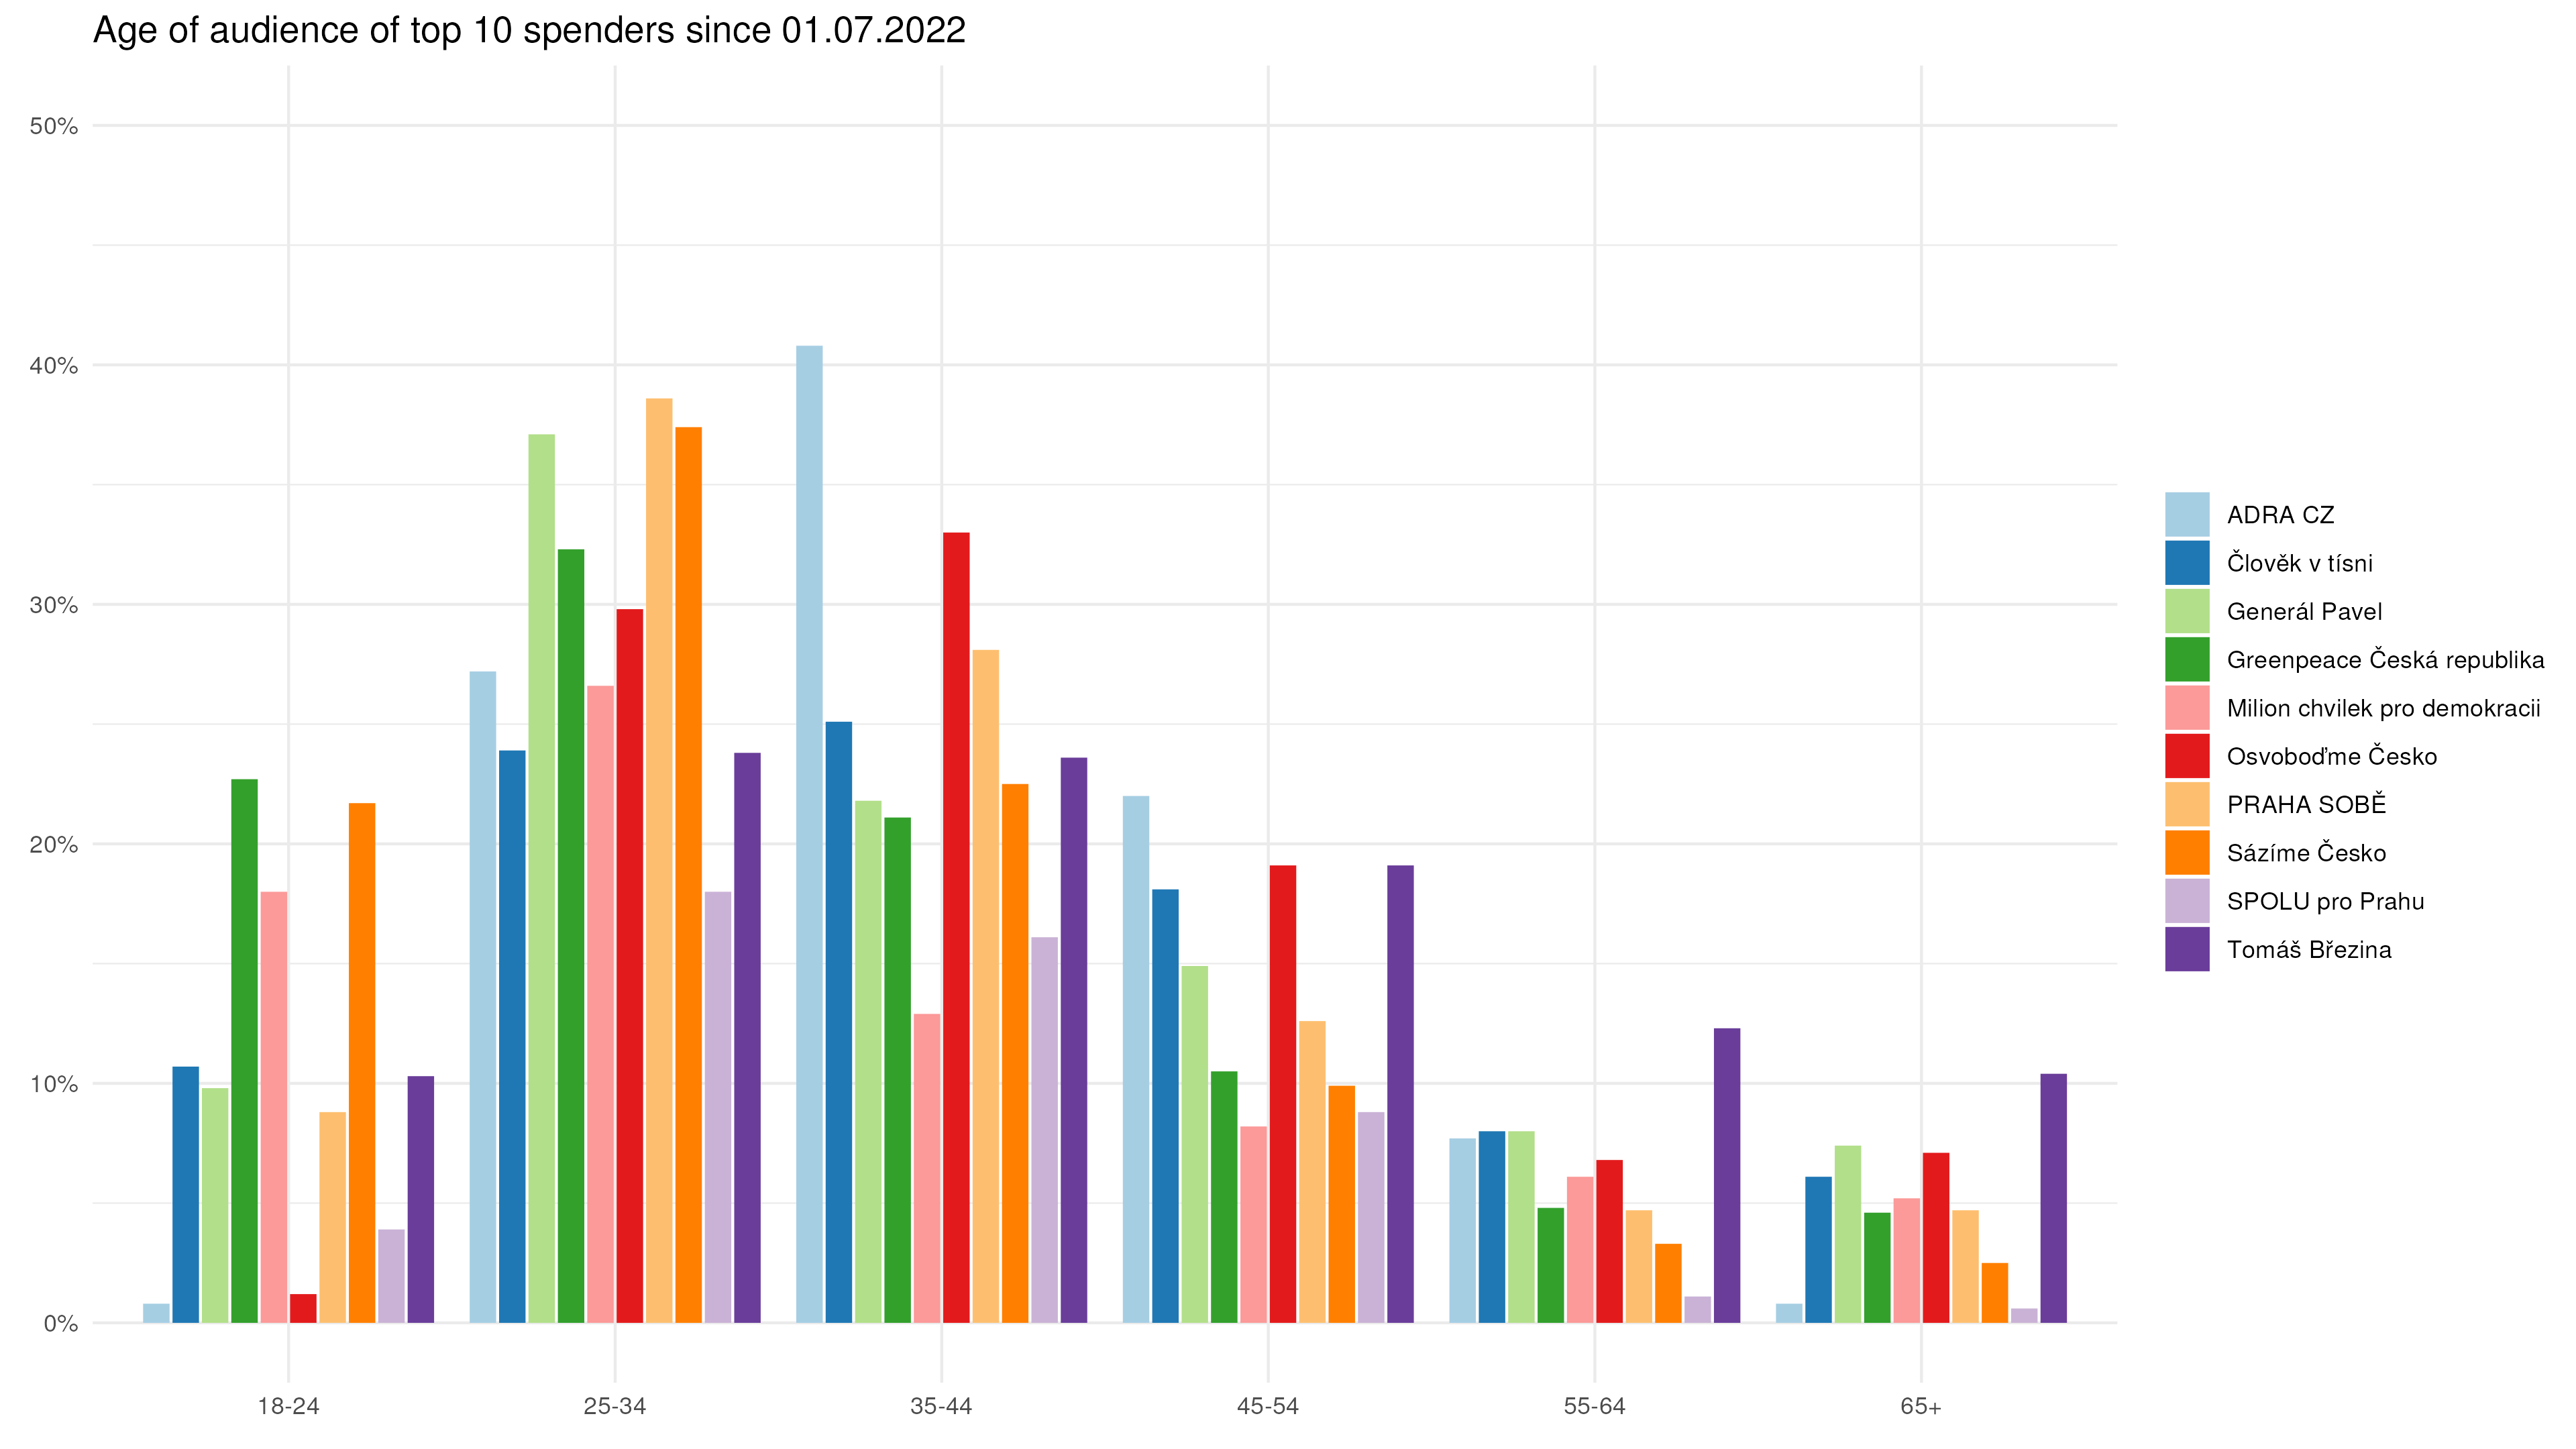 Age of audience of top 10 spenders since 01.07.2022
50%
40%
30%
20%
10%
0%
18-24
25-34
35-44
45-54
55-64
65+
ADRA CZ
Člověk v tísni
Generál Pavel
Greenpeace Česká republika
Milion chvilek pro demokracii
Osvoboďme Česko
PRAHA SOBĚ
Sázíme Česko
SPOLU pro Prahu
Tomáš Březina